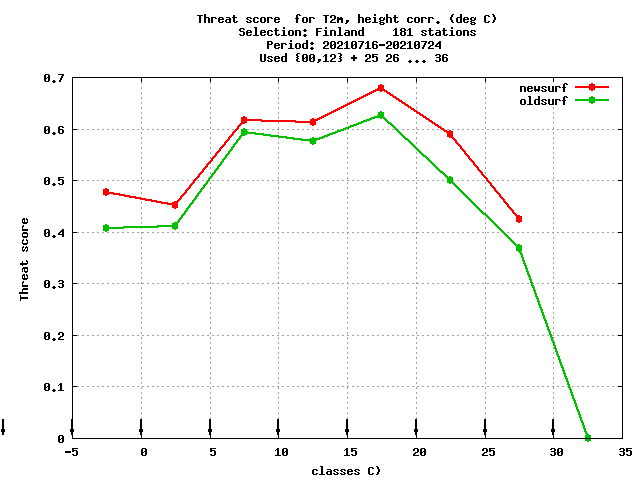 Threat score  for T2m, height corr. (deg C)
Selection: Finland    181 stations
Period: 20210716-20210724
Used {00,12} + 25 26 ... 36
newsurf
oldsurf
Threat score
0.7
0.6
0.5
0.4
0.3
0.2
0.1
0
-5 0 5 10 15 20 25 30 35
classes C)